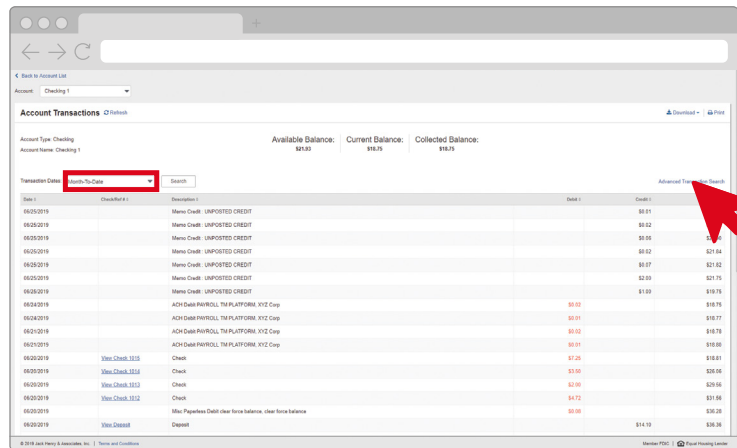 Back to Account List
Account: Checking 1
Account Transactions Refresh Download Print
Account Type: Checking
Account Name: Checking 1
Available Balance: Current Balance: Collected Balance:
$21.93 $18.75 $18.75
Transaction Dates: Month-To-Date Search Advanced Transaction Search
Date Check/Ref # Description Debit Credit
06/25/2019 Memo Credit : UNPOSTED CREDIT $0.01
06/25/2019 Memo Credit : UNPOSTED CREDIT $0.02
06/25/2019 Memo Credit : UNPOSTED CREDIT
06/25/2019 Memo Credit : UNPOSTED CREDIT $0.02 $21.84
06/25/2019 Memo Credit : UNPOSTED CREDIT $0.07 $21.82
06/25/2019 Memo Credit : UNPOSTED CREDIT $2.00 $21.75
06/25/2019 Memo Credit : UNPOSTED CREDIT $1.00 $19.75
06/24/2019 ACH Debit PAYROLL TM PLATFORM, XYZ Corp $0.02 $18.75
06/24/2019 ACH Debit PAYROLL TM PLATFORM, XYZ Corp $0.01 $18.77
06/21/2019 ACH Debit PAYROLL TM PLATFORM, XYZ Corp $0.02 $18.78
06/21/2019 ACH Debit PAYROLL TM PLATFORM, XYZ Corp $0.01 $18.80
06/20/2019 View Check 1015 Check $7.25 $18.81
06/20/2019 View Check 1014 Check $3.50 $26.06
06/20/2019 View Check 1013 Check $2.00 $29.56
06/20/2019 View Check 1012 Check $4.72 $31.56
06/20/2019 Misc Paperless Debit clear force balance, clear force balance $36.28
06/20/2019 View Deposit Deposit $14.10 $36.36
Jack Henry & Associates, Inc. | Terms and Conditions Member FDIC | Equal Housing Lender